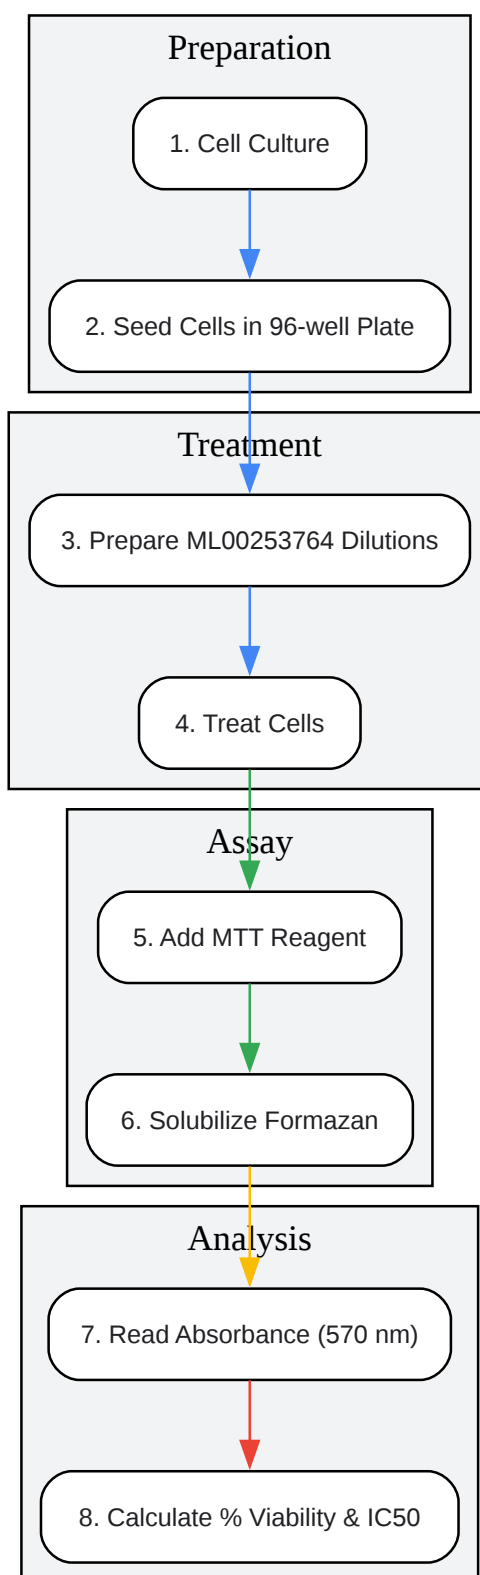 Preparation
1. Cell Culture
2. Seed Cells in 96-well Plate
Treatment
3. Prepare ML00253764 Dilutions
4. Treat Cells
Assay
5. Add MTT Reagent
6. Solubilize Formazan
Analysis
7. Read Absorbance (570 nm)
8. Calculate % Viability & IC50